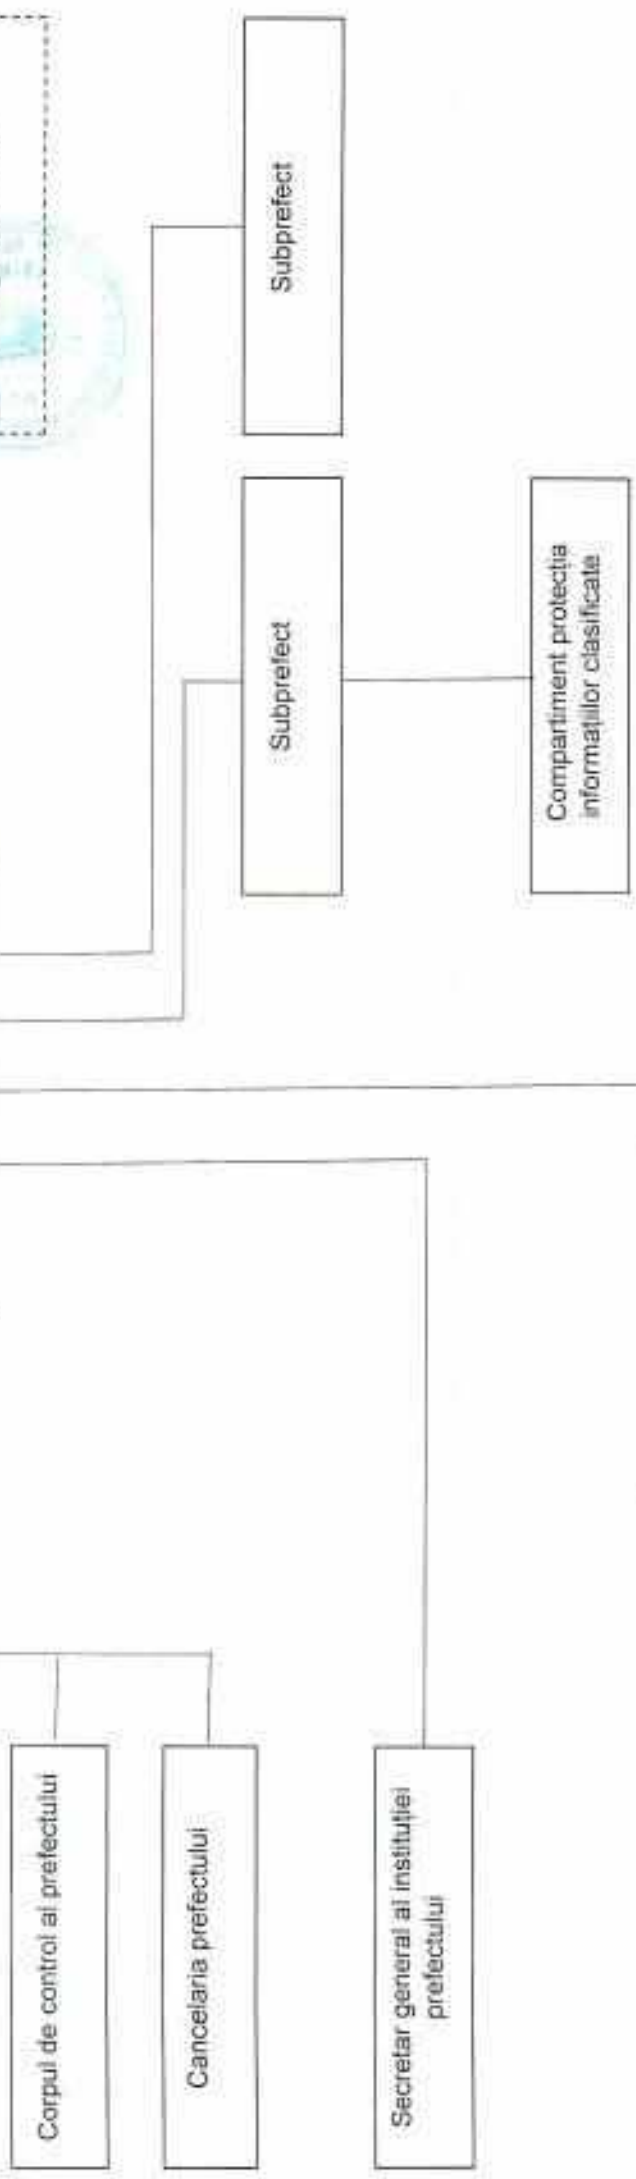 Corpul de control al prefectului
Cancelaria prefectului
Secretar general al instituției
prefectului
Subprefect
Subprefect
Compartiment protecția
informațiilor clasificate